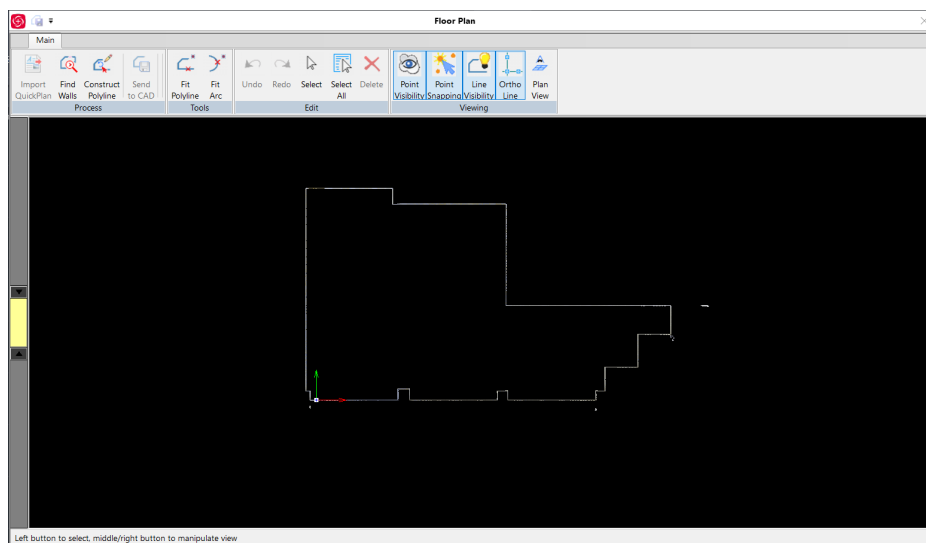 Floor Plan
Main
Import QuickPlan
Find Walls
Construct Polyline
Send to CAD
Process
Fit Polyline
Fit Arc
Tools
Undo
Redo
Select
Select All
Delete
Edit
Point Visibility
Point Snapping
Line Visibility
Ortho Line
Plan View
Viewing
Left button to select, middle/right button to manipulate view